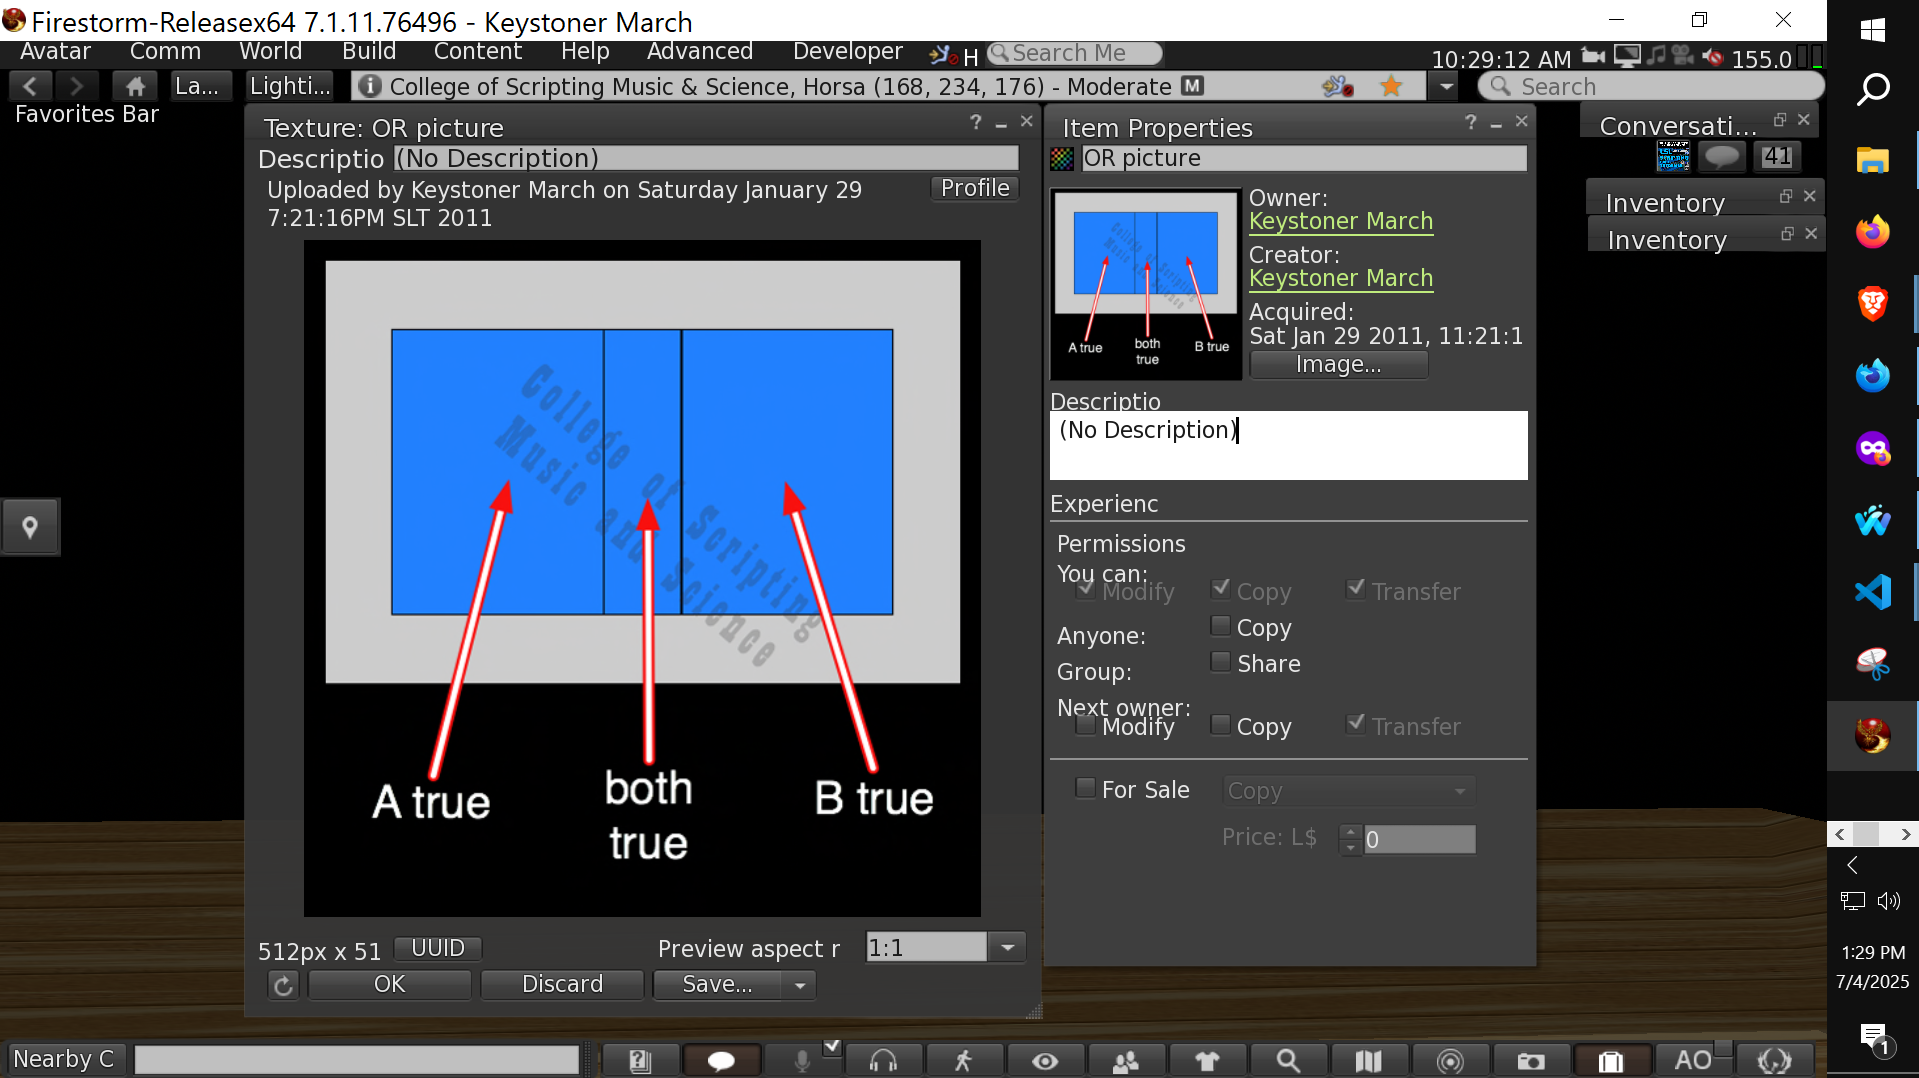 Firestorm-Releasex64 7.1.11.76496 - Keystoner March
Avatar Comm World Build Content Help Advanced Developer H Search Me 10:29:12 AM 155.0
La... Lighti... College of Scripting Music & Science, Horsa (168, 234, 176) - Moderate M Search
Favorites Bar
Texture: OR picture
Descriptio (No Description)
Uploaded by Keystoner March on Saturday January 29
7:21:16PM SLT 2011
Profile
College of Scripting
Music and Science
A true
both
true
B true
512px x 51 UUID Preview aspect r 1:1
OK Discard Save...
Item Properties
OR picture
College of Scripting
Music and Science
A true
both
true
B true
Owner:
Keystoner March
Creator:
Keystoner March
Acquired:
Sat Jan 29 2011, 11:21:1
Image...
Descriptio
(No Description)
Experienc
Permissions
You can:
Modify Copy Transfer
Anyone: Copy
Group: Share
Next owner:
Modify Copy Transfer
For Sale Copy
Price: L$ 0
Conversati...
41
Inventory
Inventory
Nearby C
AO
1:29 PM
7/4/2025
1